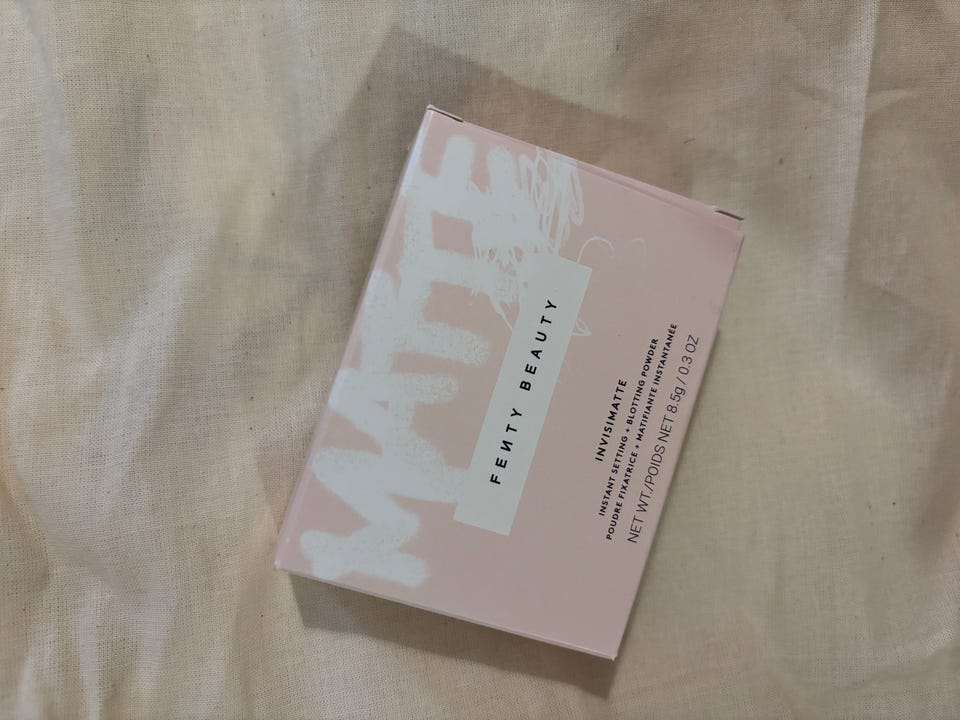 MATTE
FEИTY BEAUTY
INVISIMATTE
INSTANT SETTING + BLOTTING POWDER
POUDRE FIXATRICE + MATIFIANTE INSTANTANÉE
NET WT./POIDS NET 8.5g / 0.3 OZ